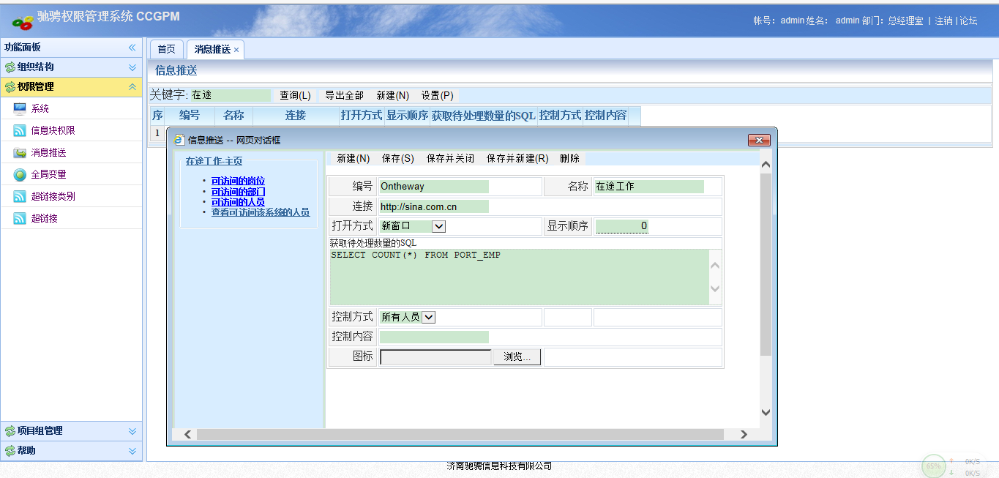 驰骋权限管理系统 CCGPM
帐号： admin 姓名： admin 部门：总经理室 | 注销 | 论坛
功能面板
组织结构
权限管理
系统
信息块权限
消息推送
全局变量
超链接类别
超链接
项目组管理
帮助
首页 消息推送 ×
信息推送
关键字: 在途 查询(L) 导出全部 新建(N) 设置(P)
序 编号 名称 连接 打开方式 显示顺序 获取待处理数量的SQL 控制方式 控制内容
1
信息推送 -- 网页对话框
在途工作-主页
• 可访问的岗位
• 可访问的部门
• 可访问的人员
• 查看可访问该系统的人员
新建(N) 保存(S) 保存并关闭 保存并新建(R) 删除
编号 Ontheway 名称 在途工作
连接 http://sina.com.cn
打开方式 新窗口 显示顺序 0
获取待处理数量的SQL
SELECT COUNT(*) FROM PORT_EMP
控制方式 所有人员
控制内容
图标 浏览...
济南驰骋信息科技有限公司
65% ↑ 0K/S
↓ 0K/S